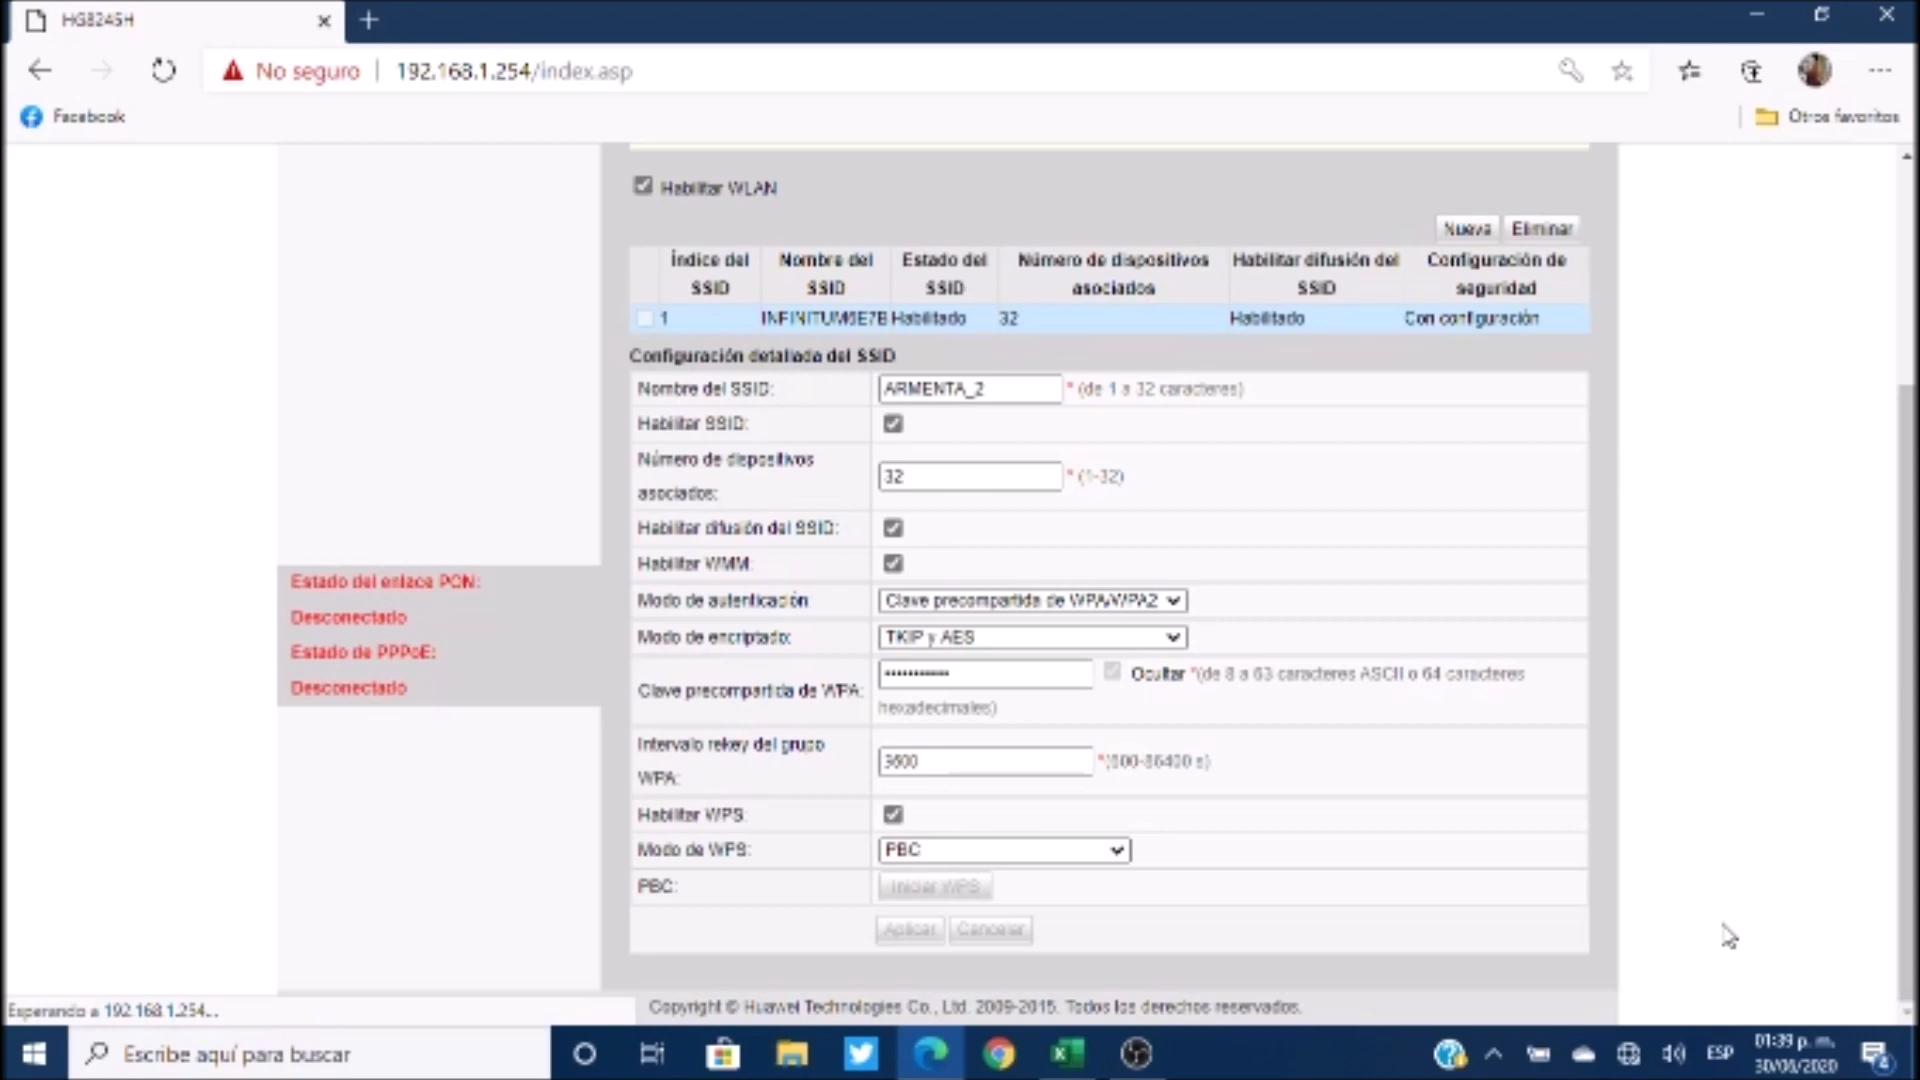 HG8245H
No seguro | 192.168.1.254/index.asp
Facebook
Otros favoritos
Habilitar WLAN
Nueva Eliminar
Índice del SSID Nombre del SSID Estado del SSID Número de dispositivos asociados Habilitar difusión del SSID Configuración de seguridad
1 INFINITUM6E7B Habilitado 32 Habilitado Con configuración
Configuración detallada del SSID
Nombre del SSID: ARMENTA_2 * (de 1 a 32 caracteres)
Habilitar SSID:
Número de dispositivos asociados: 32 * (1-32)
Habilitar difusión del SSID:
Habilitar WMM:
Modo de autenticación Clave precompartida de WPA/WPA2
Modo de encriptado: TKIP y AES
Clave precompartida de WPA: •••••••••••• Ocultar *(de 8 a 63 caracteres ASCII o 64 caracteres hexadecimales)
Intervalo rekey del grupo WPA: 3600 *(600-86400 s)
Habilitar WPS:
Modo de WPS: PBC
PBC: Iniciar WPS
Aplicar Cancelar
Estado del enlace PON:
Desconectado
Estado de PPPoE:
Desconectado
Copyright © Huawei Technologies Co., Ltd. 2009-2015. Todos los derechos reservados.
Esperando a 192.168.1.254...
Escribe aquí para buscar
ESP
01:39 p. m.
30/06/2020
4